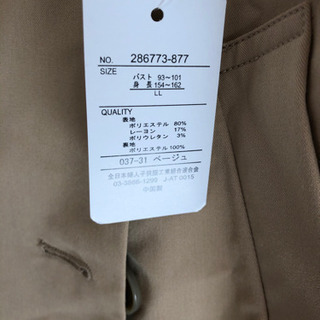 NO. 286773-877
SIZE
バスト 93~101
身長 154~162
LL
QUALITY
表地
ポリエステル 80%
レーヨン 17%
ポリウレタン 3%
裏地
ポリエステル 100%
037-31 ベージュ
中国製